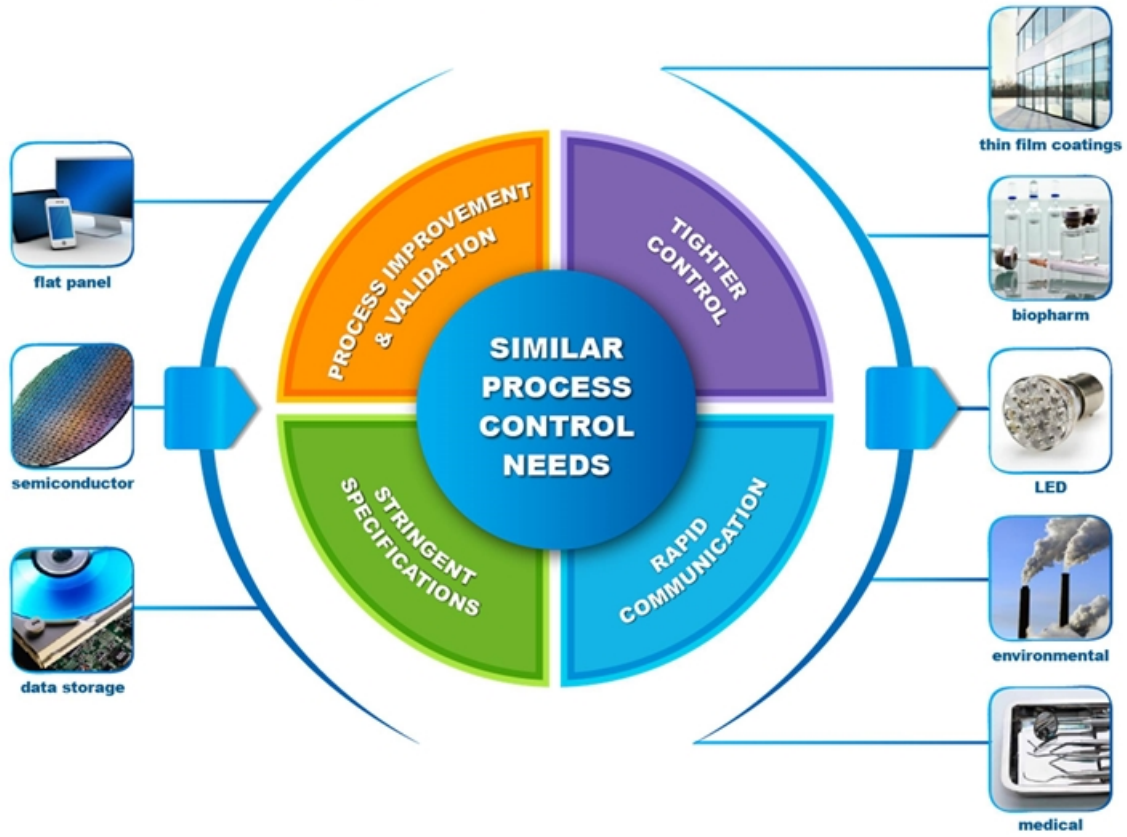 thin film coatings
flat panel
PROCESS IMPROVEMENT
& VALIDATION
TIGHTER
CONTROL
biopharm
SIMILAR
PROCESS
CONTROL
NEEDS
semiconductor
LED
STRINGENT
SPECIFICATIONS
RAPID
COMMUNICATION
data storage
environmental
medical